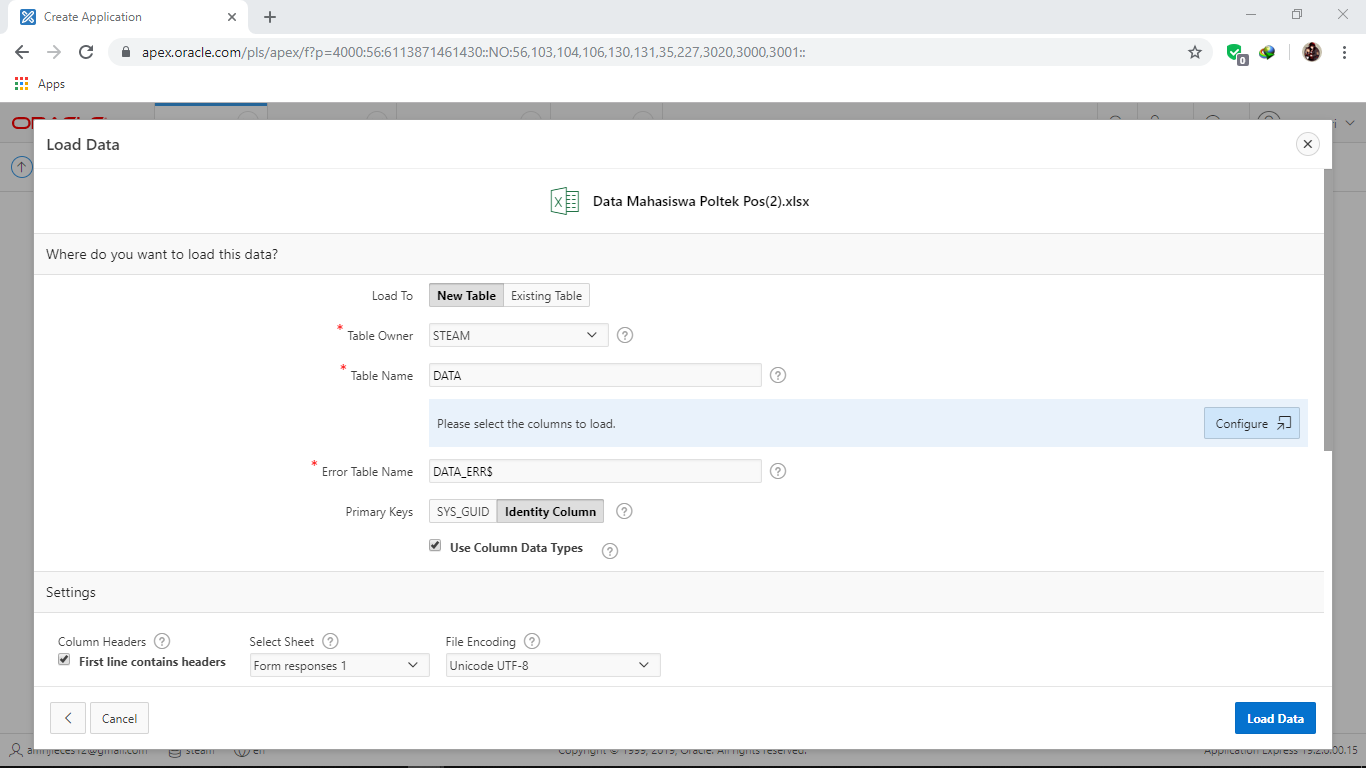 Create Application
apex.oracle.com/pls/apex/f?p=4000:56:6113871461430::NO:56,103,104,106,130,131,35,227,3020,3000,3001::
0
Apps
Load Data
Data Mahasiswa Poltek Pos(2).xlsx
Where do you want to load this data?
Load To New Table Existing Table
* Table Owner STEAM ?
* Table Name DATA ?
Please select the columns to load. Configure
* Error Table Name DATA_ERR$ ?
Primary Keys SYS_GUID Identity Column ?
Use Column Data Types ?
Settings
Column Headers ? Select Sheet ? File Encoding ?
First line contains headers Form responses 1 Unicode UTF-8
Cancel Load Data
steam en Copyright © 1999, 2019, Oracle. All rights reserved. Application Express 19.2.0.00.15